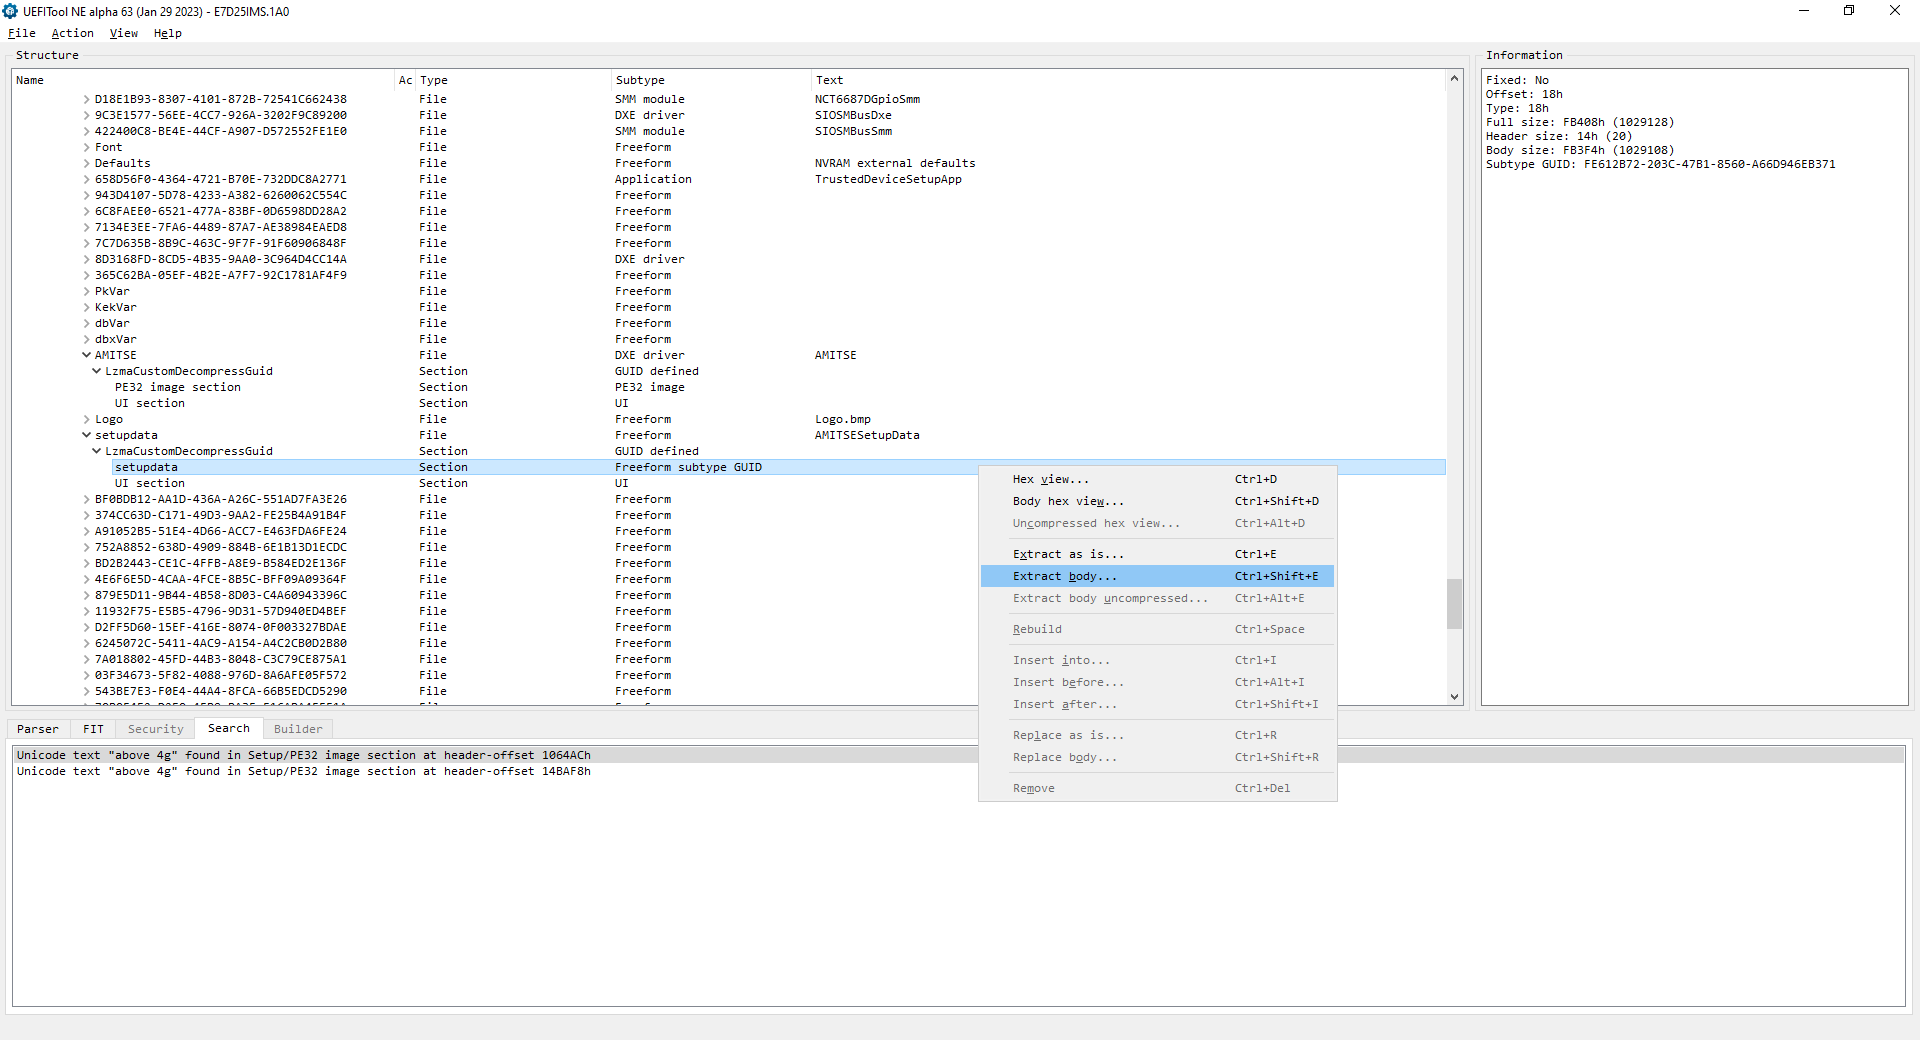 UEFITool NE alpha 63 (Jan 29 2023) - E7D25IMS.1A0
File Action View Help
Structure
Name Ac Type Subtype Text
D18E1B93-8307-4101-872B-72541C662438 File SMM module NCT6687DGpioSmm
9C3E1577-56EE-4CC7-926A-3202F9C89200 File DXE driver SIOSMBusDxe
422400C8-BE4E-44CF-A907-D572552FE1E0 File SMM module SIOSMBusSmm
Font File Freeform
Defaults File Freeform NVRAM external defaults
658D56F0-4364-4721-B70E-732DDC8A2771 File Application TrustedDeviceSetupApp
943D4107-5D78-4233-A382-6260062C554C File Freeform
6C8FAEE0-6521-477A-83BF-0D6598DD28A2 File Freeform
7134E3EE-7FA6-4489-87A7-AE38984EAED8 File Freeform
7C7D635B-8B9C-463C-9F7F-91F60906848F File Freeform
8D3168FD-8CD5-4B35-9AA0-3C964D4CC14A File DXE driver
365C62BA-05EF-4B2E-A7F7-92C1781AF4F9 File Freeform
PkVar File Freeform
KekVar File Freeform
dbVar File Freeform
dbxVar File Freeform
AMITSE File DXE driver AMITSE
LzmaCustomDecompressGuid Section GUID defined
PE32 image section Section PE32 image
UI section Section UI
Logo File Freeform Logo.bmp
setupdata File Freeform AMITSESetupData
LzmaCustomDecompressGuid Section GUID defined
setupdata Section Freeform subtype GUID
UI section Section UI
BF0BDB12-AA1D-436A-A26C-551AD7FA3E26 File Freeform
374CC63D-C171-49D3-9AA2-FE25B4A91B4F File Freeform
A91052B5-51E4-4D66-ACC7-E463FDA6FE24 File Freeform
752A8852-638D-4909-884B-6E1B13D1ECDC File Freeform
BD2B2443-CE1C-4FFB-A8E9-B584ED2E136F File Freeform
4E6F6E5D-4CAA-4FCE-8B5C-BFF09A09364F File Freeform
879E5D11-9B44-4B58-8D03-C4A60943396C File Freeform
11932F75-E5B5-4796-9D31-57D940ED4BEF File Freeform
D2FF5D60-15EF-416E-8074-0F003327BDAE File Freeform
6245072C-5411-4AC9-A154-A4C2CB0D2B80 File Freeform
7A018802-45FD-44B3-8048-C3C79CE875A1 File Freeform
03F34673-5F82-4088-976D-8A6AFE05F572 File Freeform
543BE7E3-F0E4-44A4-8FCA-66B5EDCD5290 File Freeform
Hex view... Ctrl+D
Body hex view... Ctrl+Shift+D
Uncompressed hex view... Ctrl+Alt+D
Extract as is... Ctrl+E
Extract body... Ctrl+Shift+E
Extract body uncompressed... Ctrl+Alt+E
Rebuild Ctrl+Space
Insert into... Ctrl+I
Insert before... Ctrl+Alt+I
Insert after... Ctrl+Shift+I
Replace as is... Ctrl+R
Replace body... Ctrl+Shift+R
Remove Ctrl+Del
Information
Fixed: No
Offset: 18h
Type: 18h
Full size: FB408h (1029128)
Header size: 14h (20)
Body size: FB3F4h (1029108)
Subtype GUID: FE612B72-203C-47B1-8560-A66D946EB371
Parser FIT Security Search Builder
Unicode text "above 4g" found in Setup/PE32 image section at header-offset 1064ACh
Unicode text "above 4g" found in Setup/PE32 image section at header-offset 14BAF8h